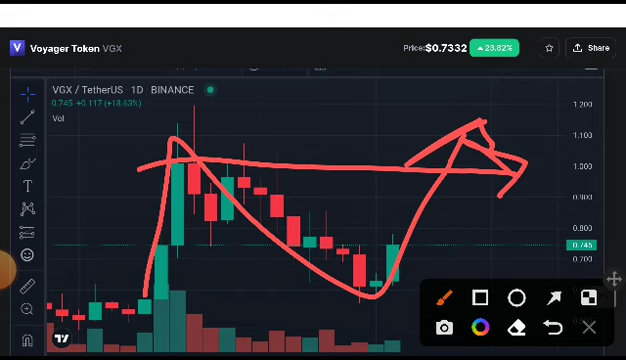 Voyager Token VGX
Price:$0.7332 23.82%
Share
VGX / TetherUS 1D BINANCE
0.745 +0.117 (+18.63%)
Vol
1.200
1.100
1.000
0.900
0.800
0.745
0.700